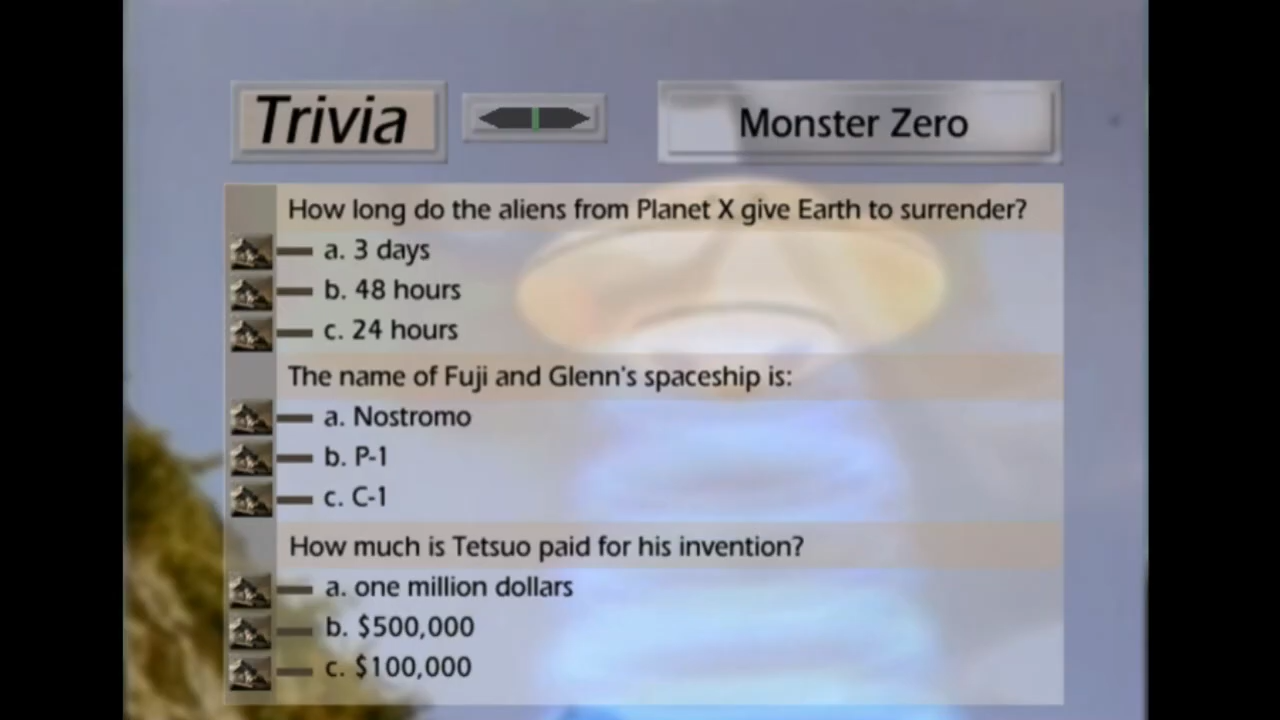 Trivia
Monster Zero
How long do the aliens from Planet X give Earth to surrender?
a. 3 days
b. 48 hours
c. 24 hours
The name of Fuji and Glenn's spaceship is:
a. Nostromo
b. P-1
c. C-1
How much is Tetsuo paid for his invention?
a. one million dollars
b. $500,000
c. $100,000